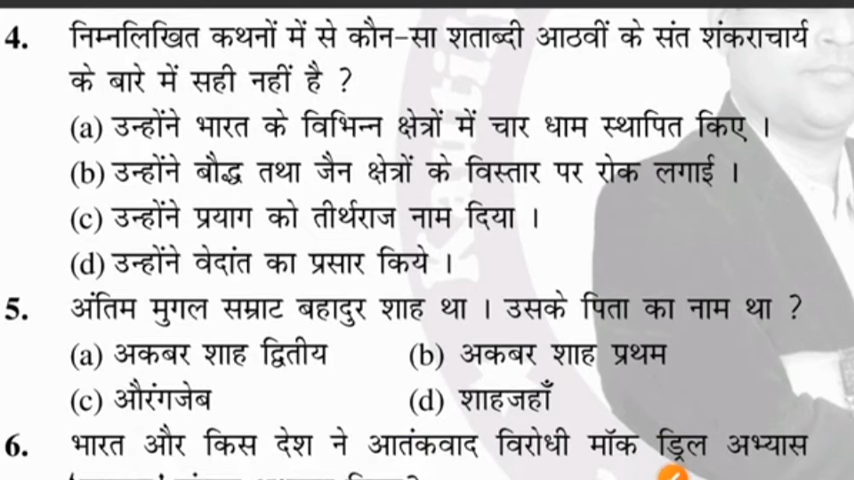 4. निम्नलिखित कथनों में से कौन-सा शताब्दी आठवीं के संत शंकराचार्य
के बारे में सही नहीं है ?
(a) उन्होंने भारत के विभिन्न क्षेत्रों में चार धाम स्थापित किए ।
(b) उन्होंने बौद्ध तथा जैन क्षेत्रों के विस्तार पर रोक लगाई ।
(c) उन्होंने प्रयाग को तीर्थराज नाम दिया ।
(d) उन्होंने वेदांत का प्रसार किये ।
5. अंतिम मुगल सम्राट बहादुर शाह था । उसके पिता का नाम था ?
(a) अकबर शाह द्वितीय (b) अकबर शाह प्रथम
(c) औरंगजेब (d) शाहजहाँ
6. भारत और किस देश ने आतंकवाद विरोधी मॉक ड्रिल अभ्यास